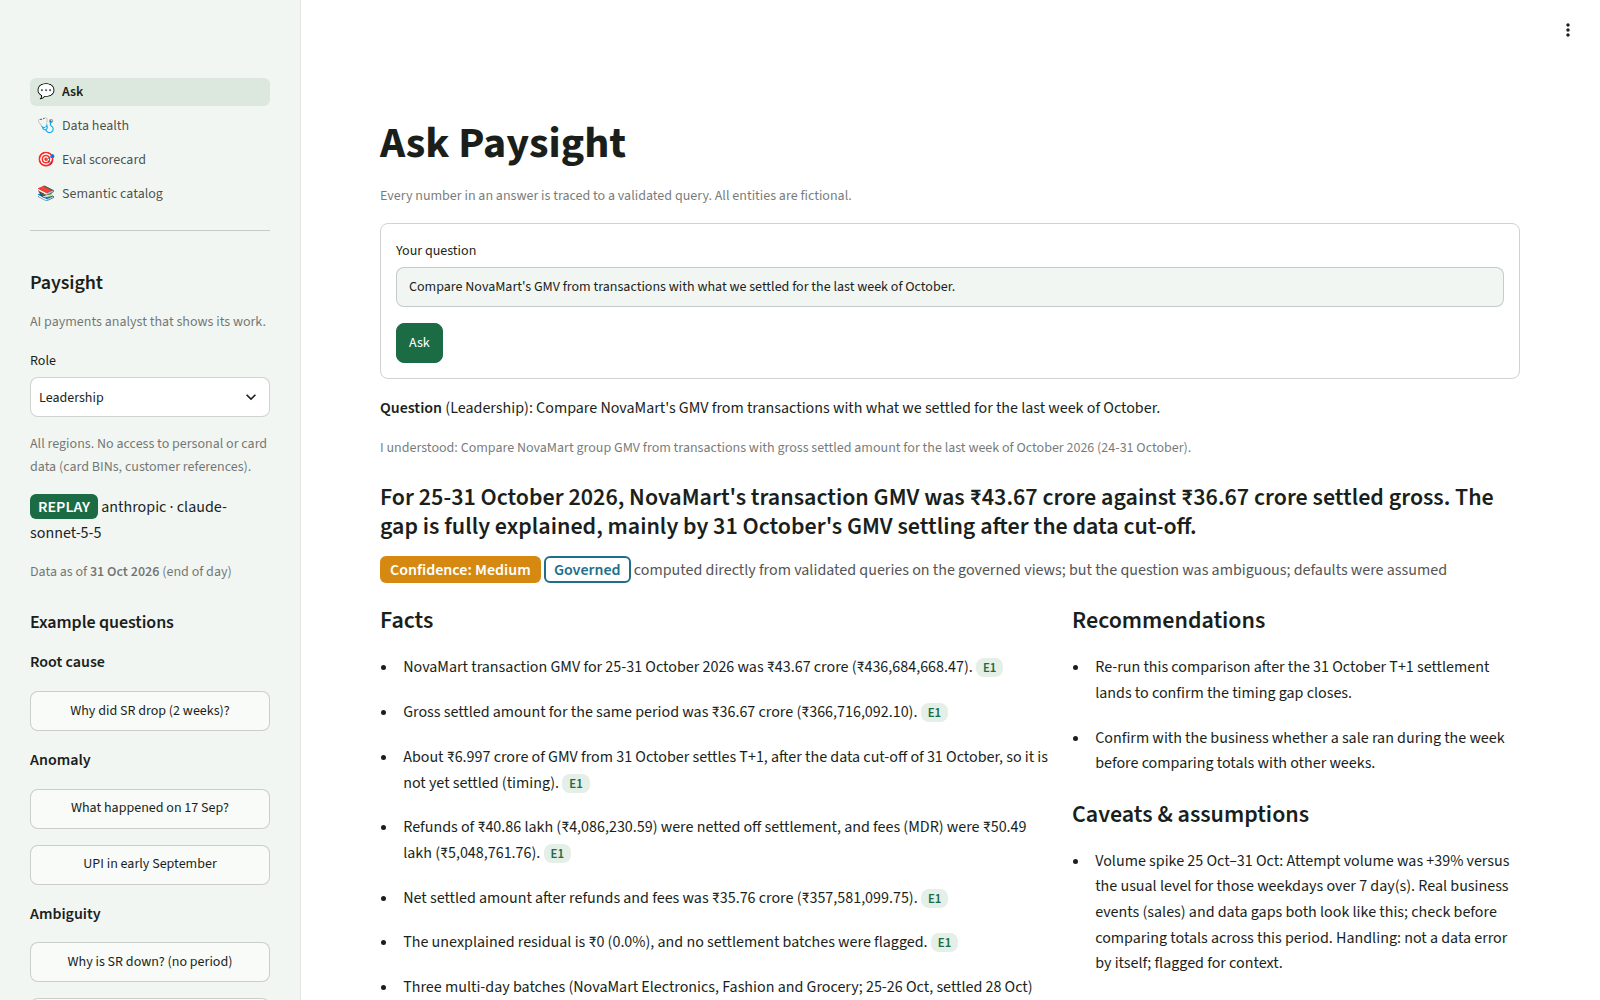 Ask
Data health
Eval scorecard
Semantic catalog
Paysight
AI payments analyst that shows its work.
Role
Leadership
All regions. No access to personal or card
data (card BINs, customer references).
REPLAY anthropic · claude-
sonnet-5-5
Data as of 31 Oct 2026 (end of day)
Example questions
Root cause
Why did SR drop (2 weeks)?
Anomaly
What happened on 17 Sep?
UPI in early September
Ambiguity
Why is SR down? (no period)
Ask Paysight
Every number in an answer is traced to a validated query. All entities are fictional.
Your question
Compare NovaMart's GMV from transactions with what we settled for the last week of October.
Ask
Question (Leadership): Compare NovaMart's GMV from transactions with what we settled for the last week of October.
I understood: Compare NovaMart group GMV from transactions with gross settled amount for the last week of October 2026 (24-31 October).
For 25-31 October 2026, NovaMart's transaction GMV was ₹43.67 crore against ₹36.67 crore settled gross. The
gap is fully explained, mainly by 31 October's GMV settling after the data cut-off.
Confidence: Medium Governed computed directly from validated queries on the governed views; but the question was ambiguous; defaults were assumed
Facts
NovaMart transaction GMV for 25-31 October 2026 was ₹43.67 crore (₹436,684,668.47). E1
Gross settled amount for the same period was ₹36.67 crore (₹366,716,092.10). E1
About ₹6.997 crore of GMV from 31 October settles T+1, after the data cut-off of 31 October, so it is
not yet settled (timing). E1
Refunds of ₹40.86 lakh (₹4,086,230.59) were netted off settlement, and fees (MDR) were ₹50.49
lakh (₹5,048,761.76). E1
Net settled amount after refunds and fees was ₹35.76 crore (₹357,581,099.75). E1
The unexplained residual is ₹0 (0.0%), and no settlement batches were flagged. E1
Three multi-day batches (NovaMart Electronics, Fashion and Grocery; 25-26 Oct, settled 28 Oct)
Recommendations
Re-run this comparison after the 31 October T+1 settlement
lands to confirm the timing gap closes.
Confirm with the business whether a sale ran during the week
before comparing totals with other weeks.
Caveats & assumptions
Volume spike 25 Oct–31 Oct: Attempt volume was +39% versus
the usual level for those weekdays over 7 day(s). Real business
events (sales) and data gaps both look like this; check before
comparing totals across this period. Handling: not a data error
by itself; flagged for context.